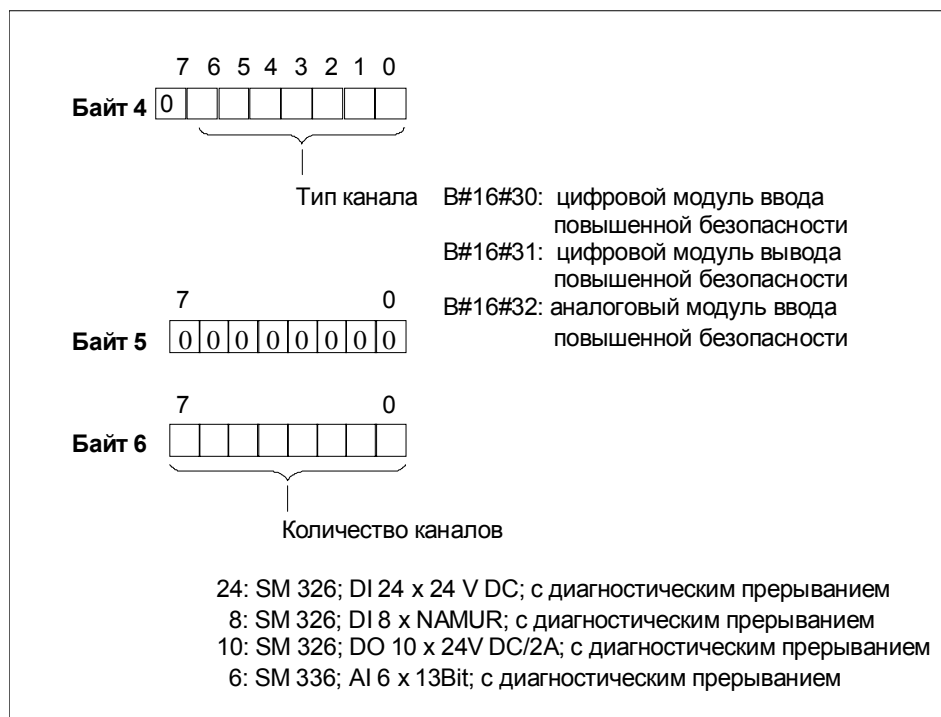 7 6 5 4 3 2 1 0
Байт 4 0
Тип канала B#16#30: цифровой модуль ввода
повышенной безопасности
B#16#31: цифровой модуль вывода
повышенной безопасности
7 0
B#16#32: аналоговый модуль ввода
Байт 5 0 0 0 0 0 0 0 0
повышенной безопасности
7 0
Байт 6
Количество каналов
24: SM 326; DI 24 x 24 V DC; с диагностическим прерыванием
8: SM 326; DI 8 x NAMUR; с диагностическим прерыванием
10: SM 326; DO 10 x 24V DC/2A; с диагностическим прерыванием
6: SM 336; AI 6 x 13Bit; с диагностическим прерыванием